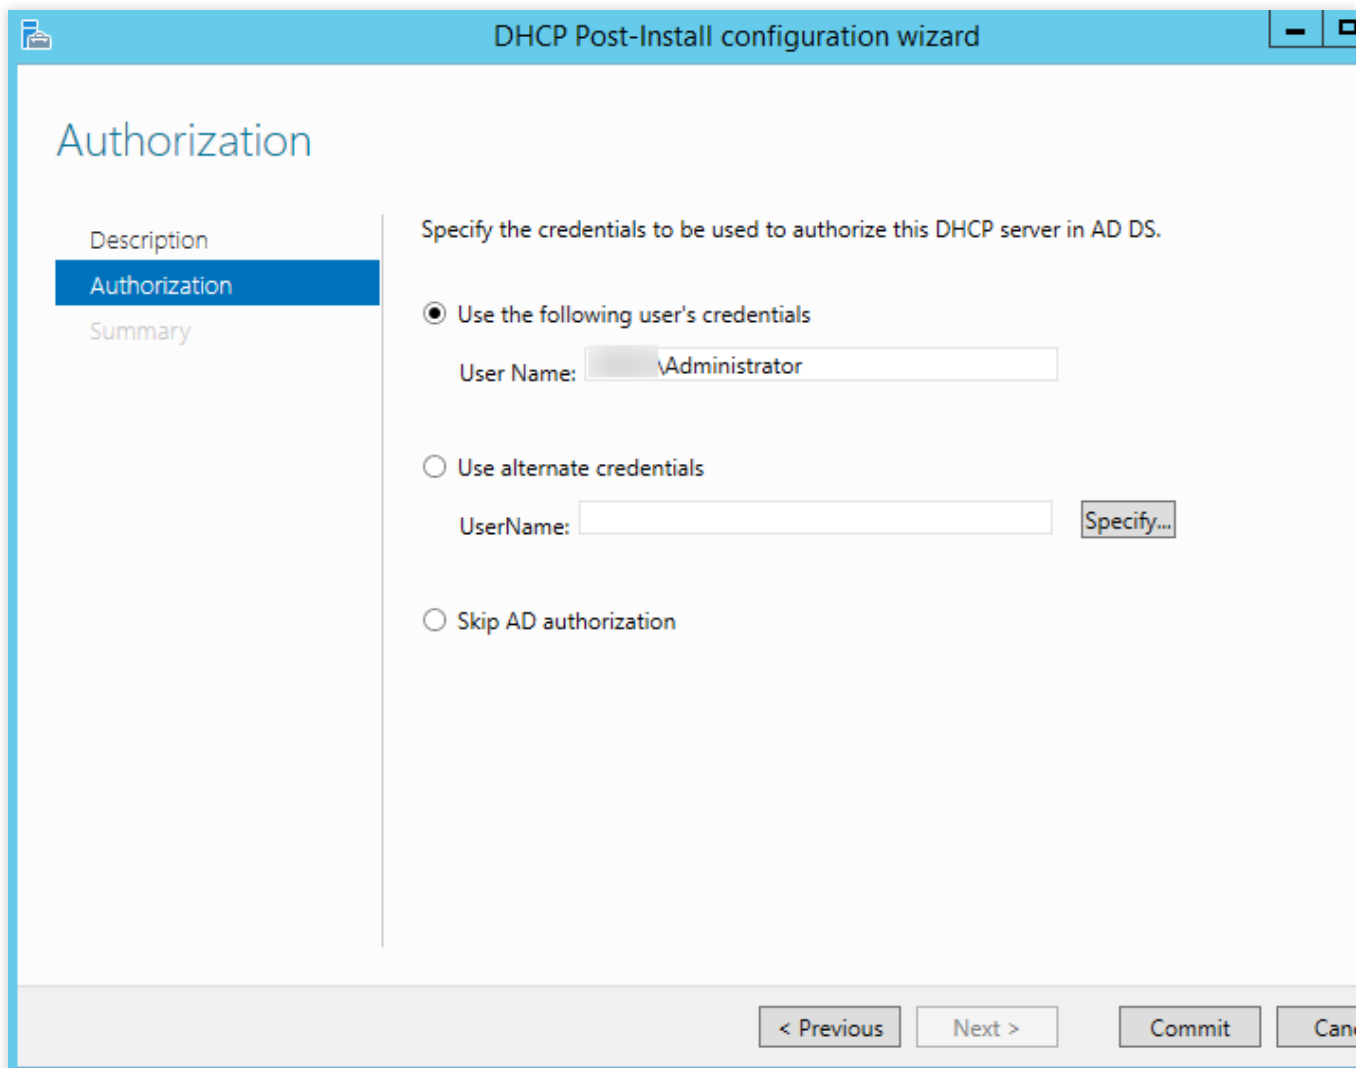 DHCP Post-Install configuration wizard
Authorization
Description
Authorization
Summary
Specify the credentials to be used to authorize this DHCP server in AD DS.
Use the following user's credentials
User Name: \Administrator
Use alternate credentials
UserName: Specify...
Skip AD authorization
< Previous Next > Commit